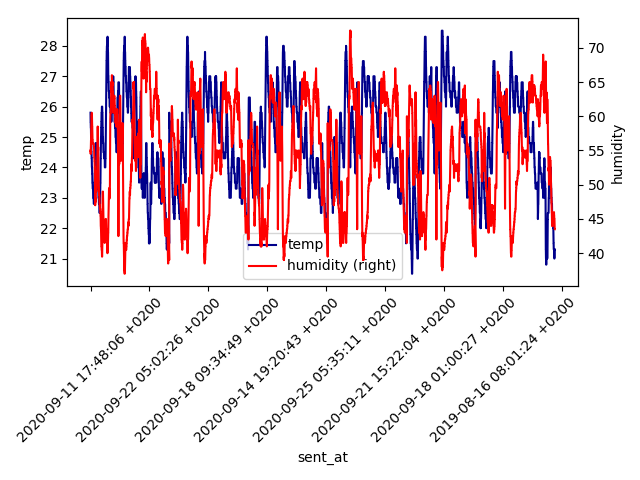 28
27
26
25
24
23
22
21
temp
70
65
60
55
50
45
40
humidity
temp
humidity (right)
2020-09-11 17:48:06 +0200
2020-09-22 05:02:26 +0200
2020-09-18 09:34:49 +0200
2020-09-14 19:20:43 +0200
2020-09-25 05:35:11 +0200
2020-09-21 15:22:04 +0200
2020-09-18 01:00:27 +0200
2019-08-16 08:01:24 +0200
sent_at